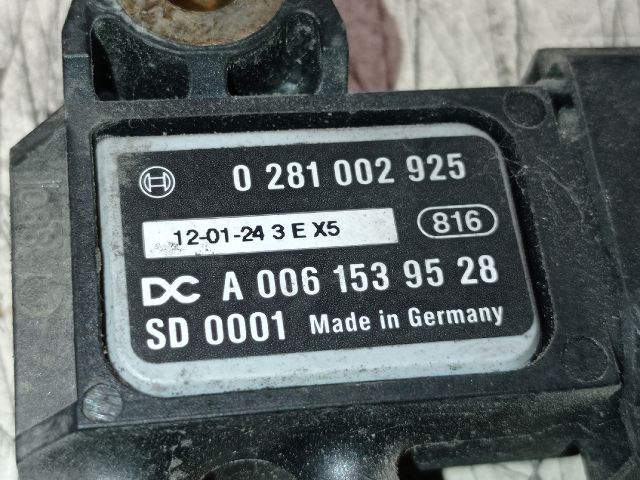 0 281 002 925
12-01-24 3 E X5 816
DC A 006 153 95 28
SD 0001 Made in Germany